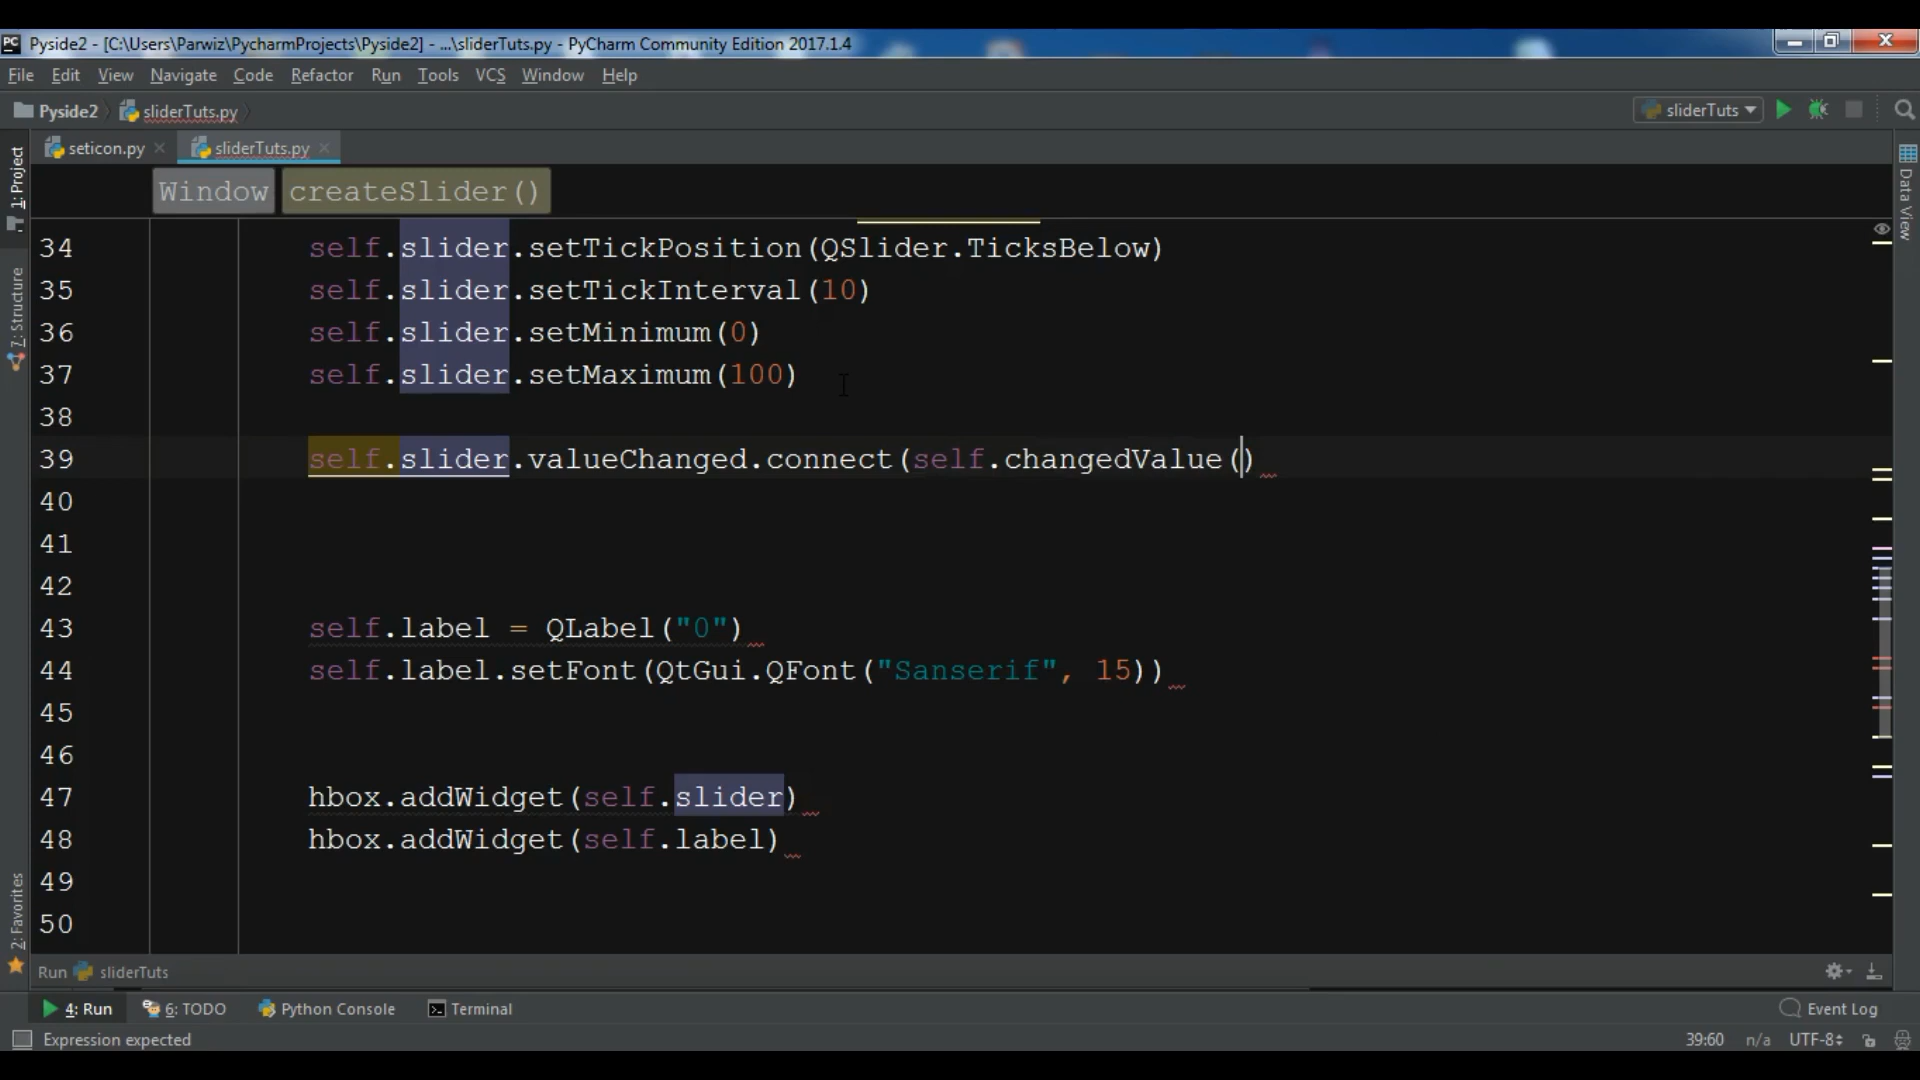 Pyside2 - [C:\Users\Parwiz\PycharmProjects\Pyside2] - ...\sliderTuts.py - PyCharm Community Edition 2017.1.4
File Edit View Navigate Code Refactor Run Tools VCS Window Help
Pyside2 sliderTuts.py sliderTuts
seticon.py sliderTuts.py
Window createSlider()
1: Project
7: Structure
2: Favorites
Data View
34 self.slider.setTickPosition(QSlider.TicksBelow)
35 self.slider.setTickInterval(10)
36 self.slider.setMinimum(0)
37 self.slider.setMaximum(100)
38
39 self.slider.valueChanged.connect(self.changedValue()
40
41
42
43 self.label = QLabel("0")
44 self.label.setFont(QtGui.QFont("Sanserif", 15))
45
46
47 hbox.addWidget(self.slider)
48 hbox.addWidget(self.label)
49
50
Run sliderTuts
4: Run 6: TODO Python Console Terminal Event Log
Expression expected 39:60 n/a UTF-8